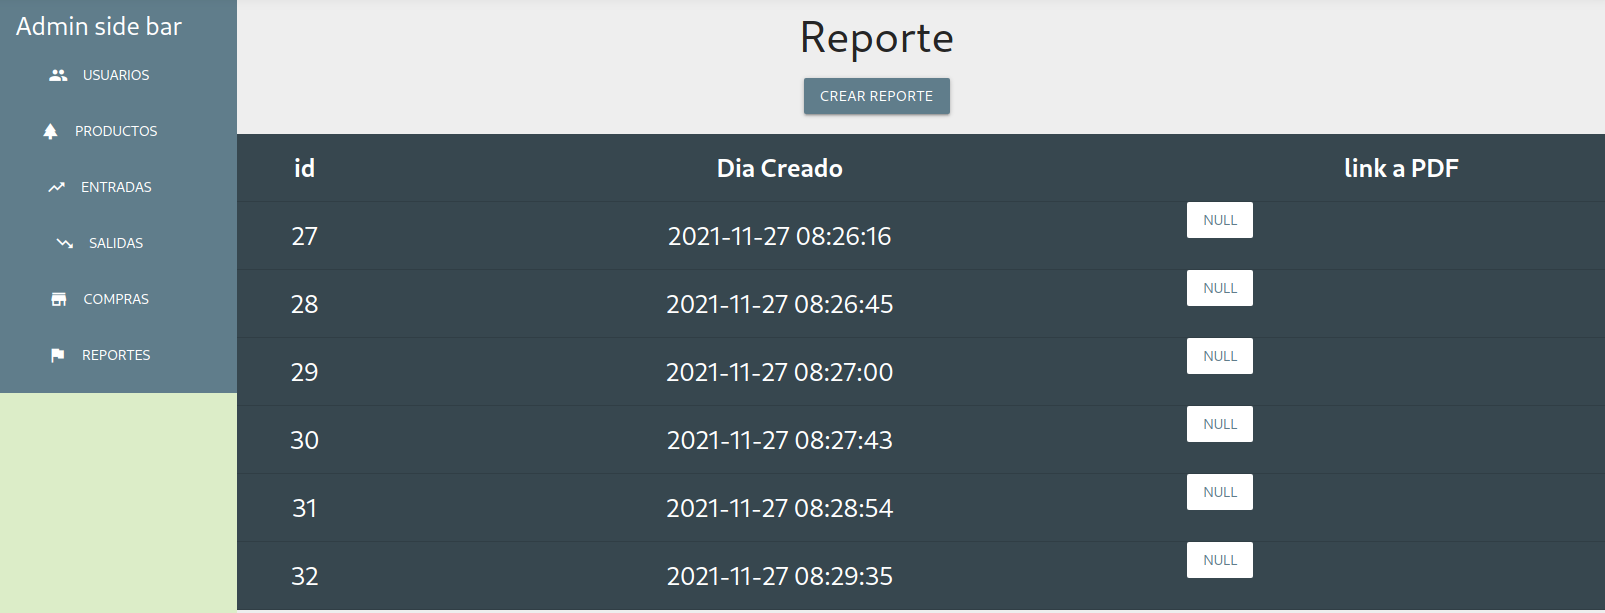 Admin side bar
USUARIOS
PRODUCTOS
ENTRADAS
SALIDAS
COMPRAS
REPORTES
Reporte
CREAR REPORTE
id Dia Creado link a PDF
27 2021-11-27 08:26:16 NULL
28 2021-11-27 08:26:45 NULL
29 2021-11-27 08:27:00 NULL
30 2021-11-27 08:27:43 NULL
31 2021-11-27 08:28:54 NULL
32 2021-11-27 08:29:35 NULL